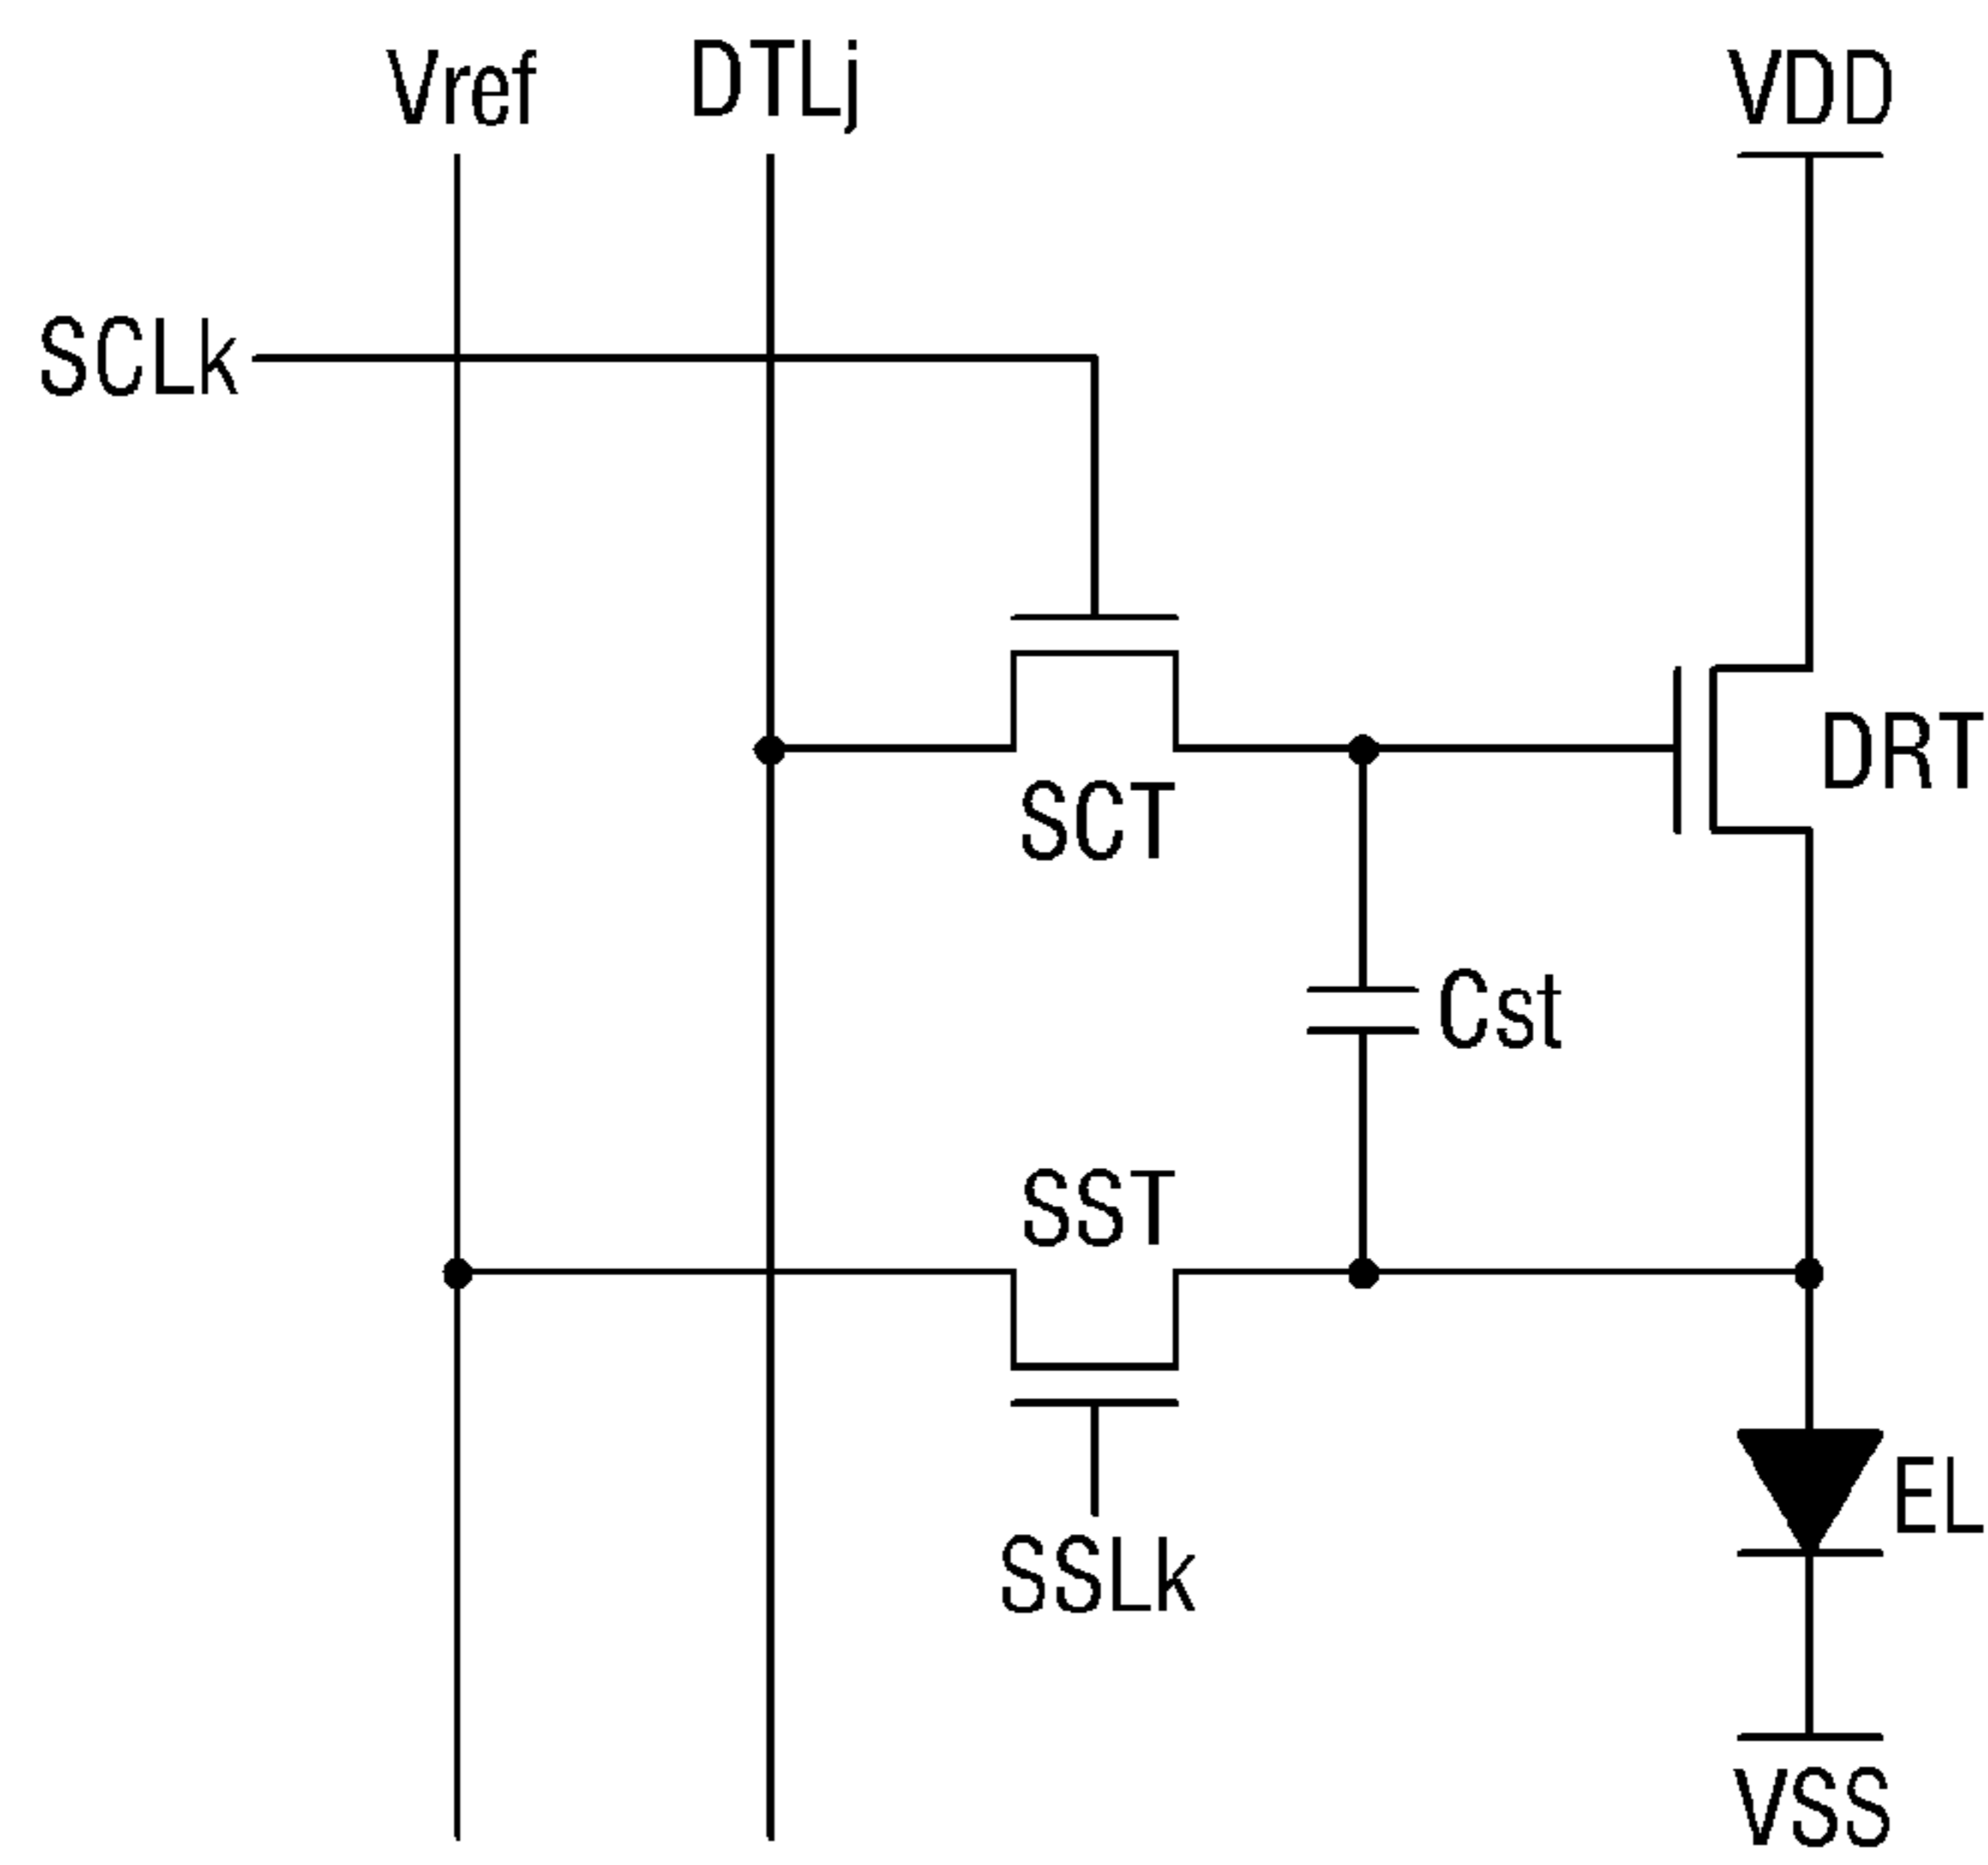 Vref
DTLj
VDD
SCLk
DRT
SCT
Cst
SST
EL
SSLk
VSS